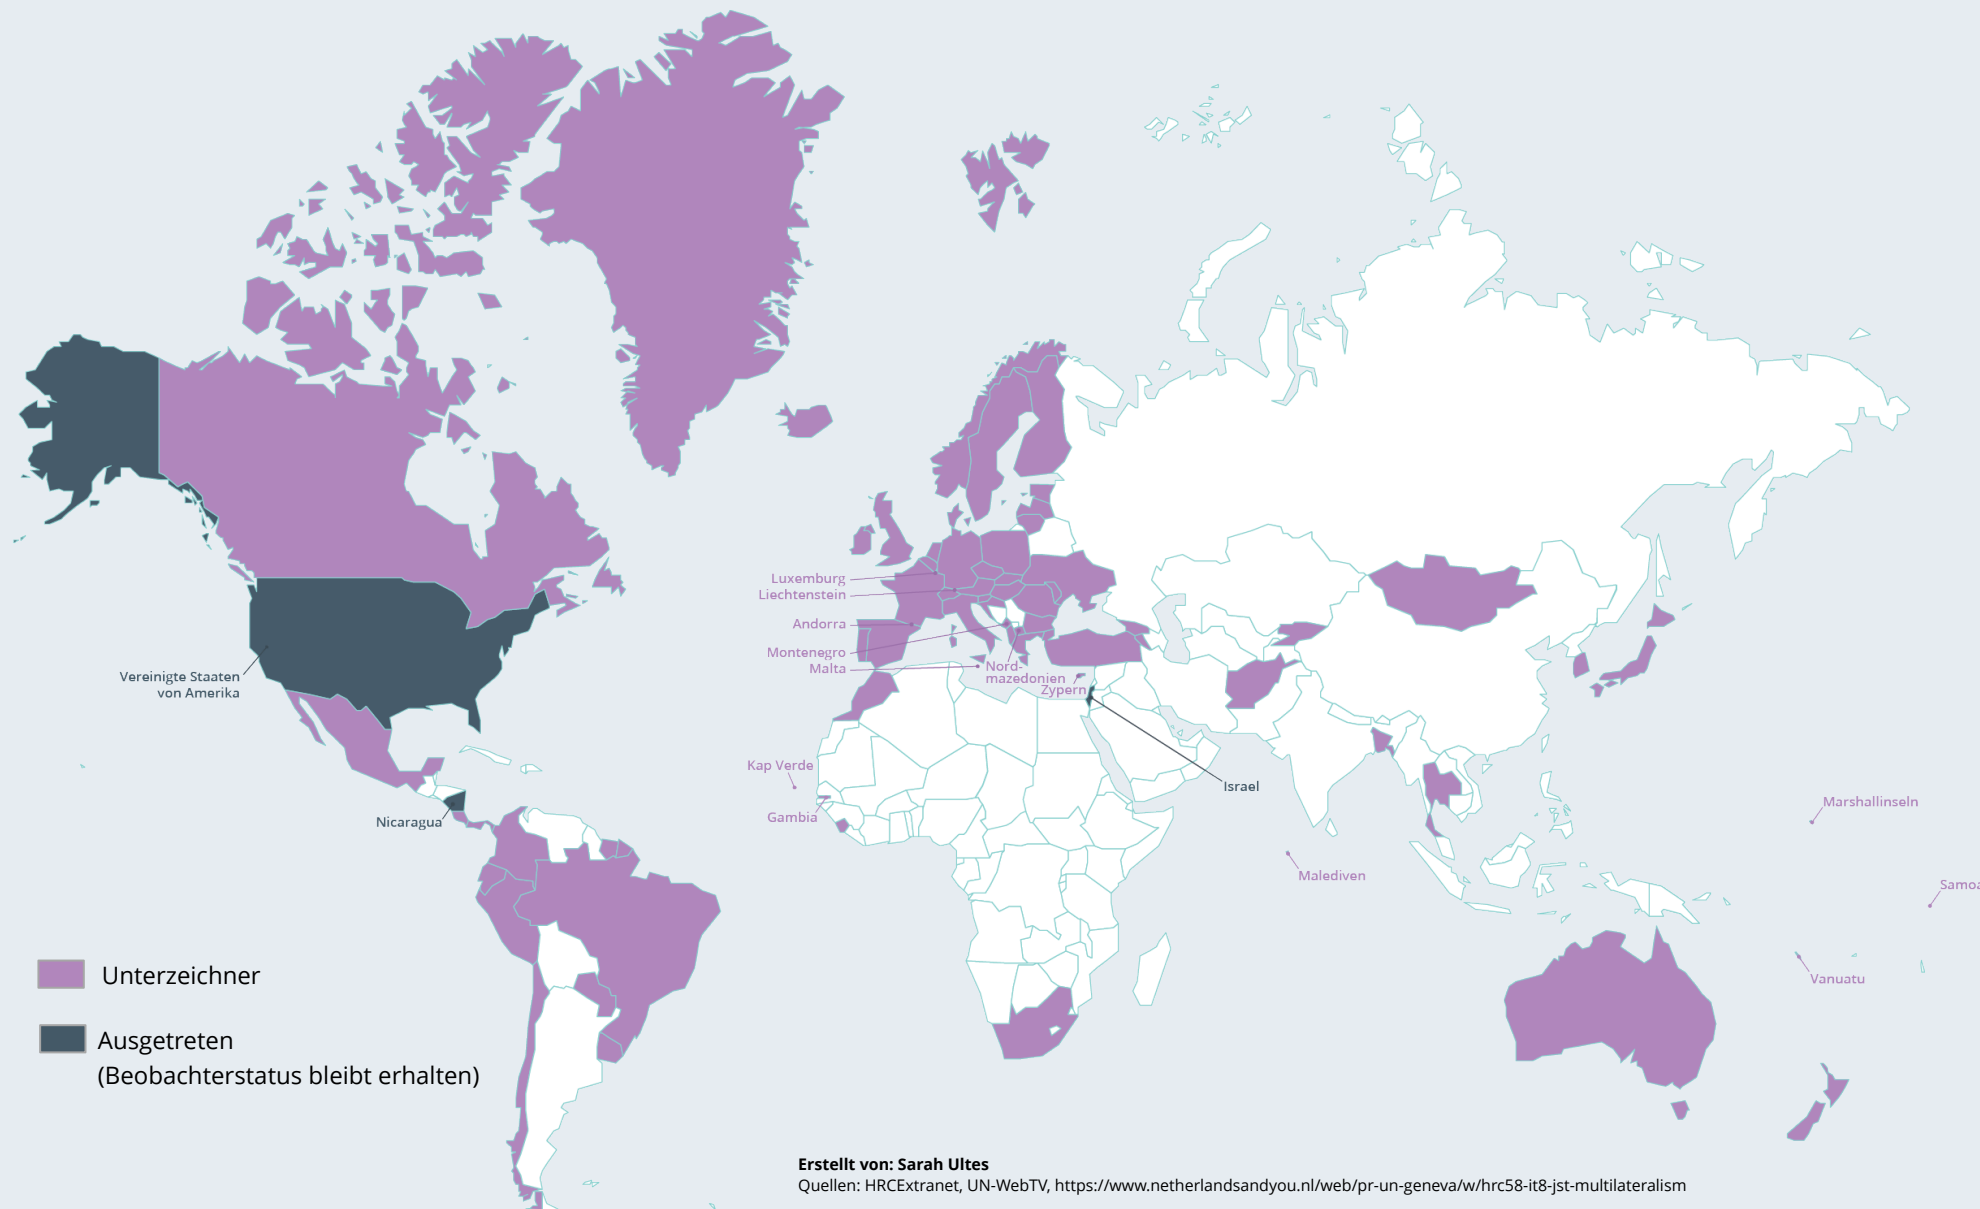 Luxemburg
Liechtenstein
Andorra
Montenegro
Malta
Nord-
mazedonien
Zypern
Vereinigte Staaten
von Amerika
Kap Verde
Israel
Marshallinseln
Nicaragua
Gambia
Malediven
Samoa
Unterzeichner
Vanuatu
Ausgetreten
(Beobachterstatus bleibt erhalten)
Erstellt von: Sarah Ultes
Quellen: HRCExtranet, UN-WebTV, https://www.netherlandsandyou.nl/web/pr-un-geneva/w/hrc58-it8-jst-multilateralism